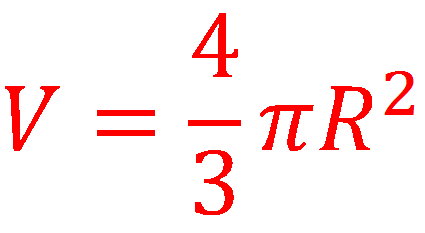 V = 4/3 πR²